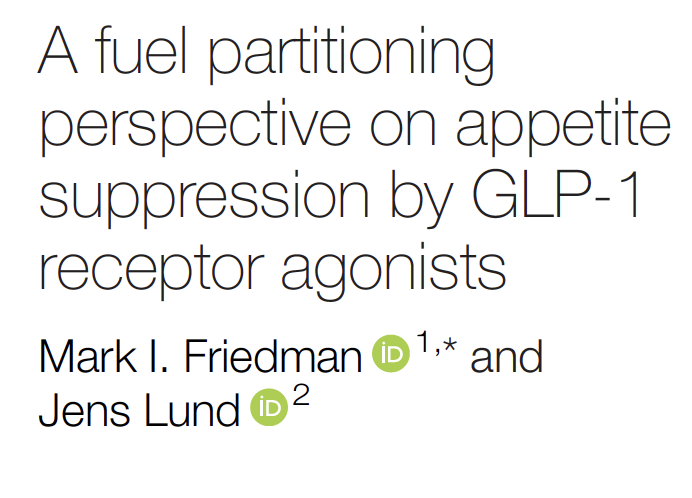 A fuel partitioning
perspective on appetite
suppression by GLP-1
receptor agonists
Mark I. Friedman iD 1,* and
Jens Lund iD 2